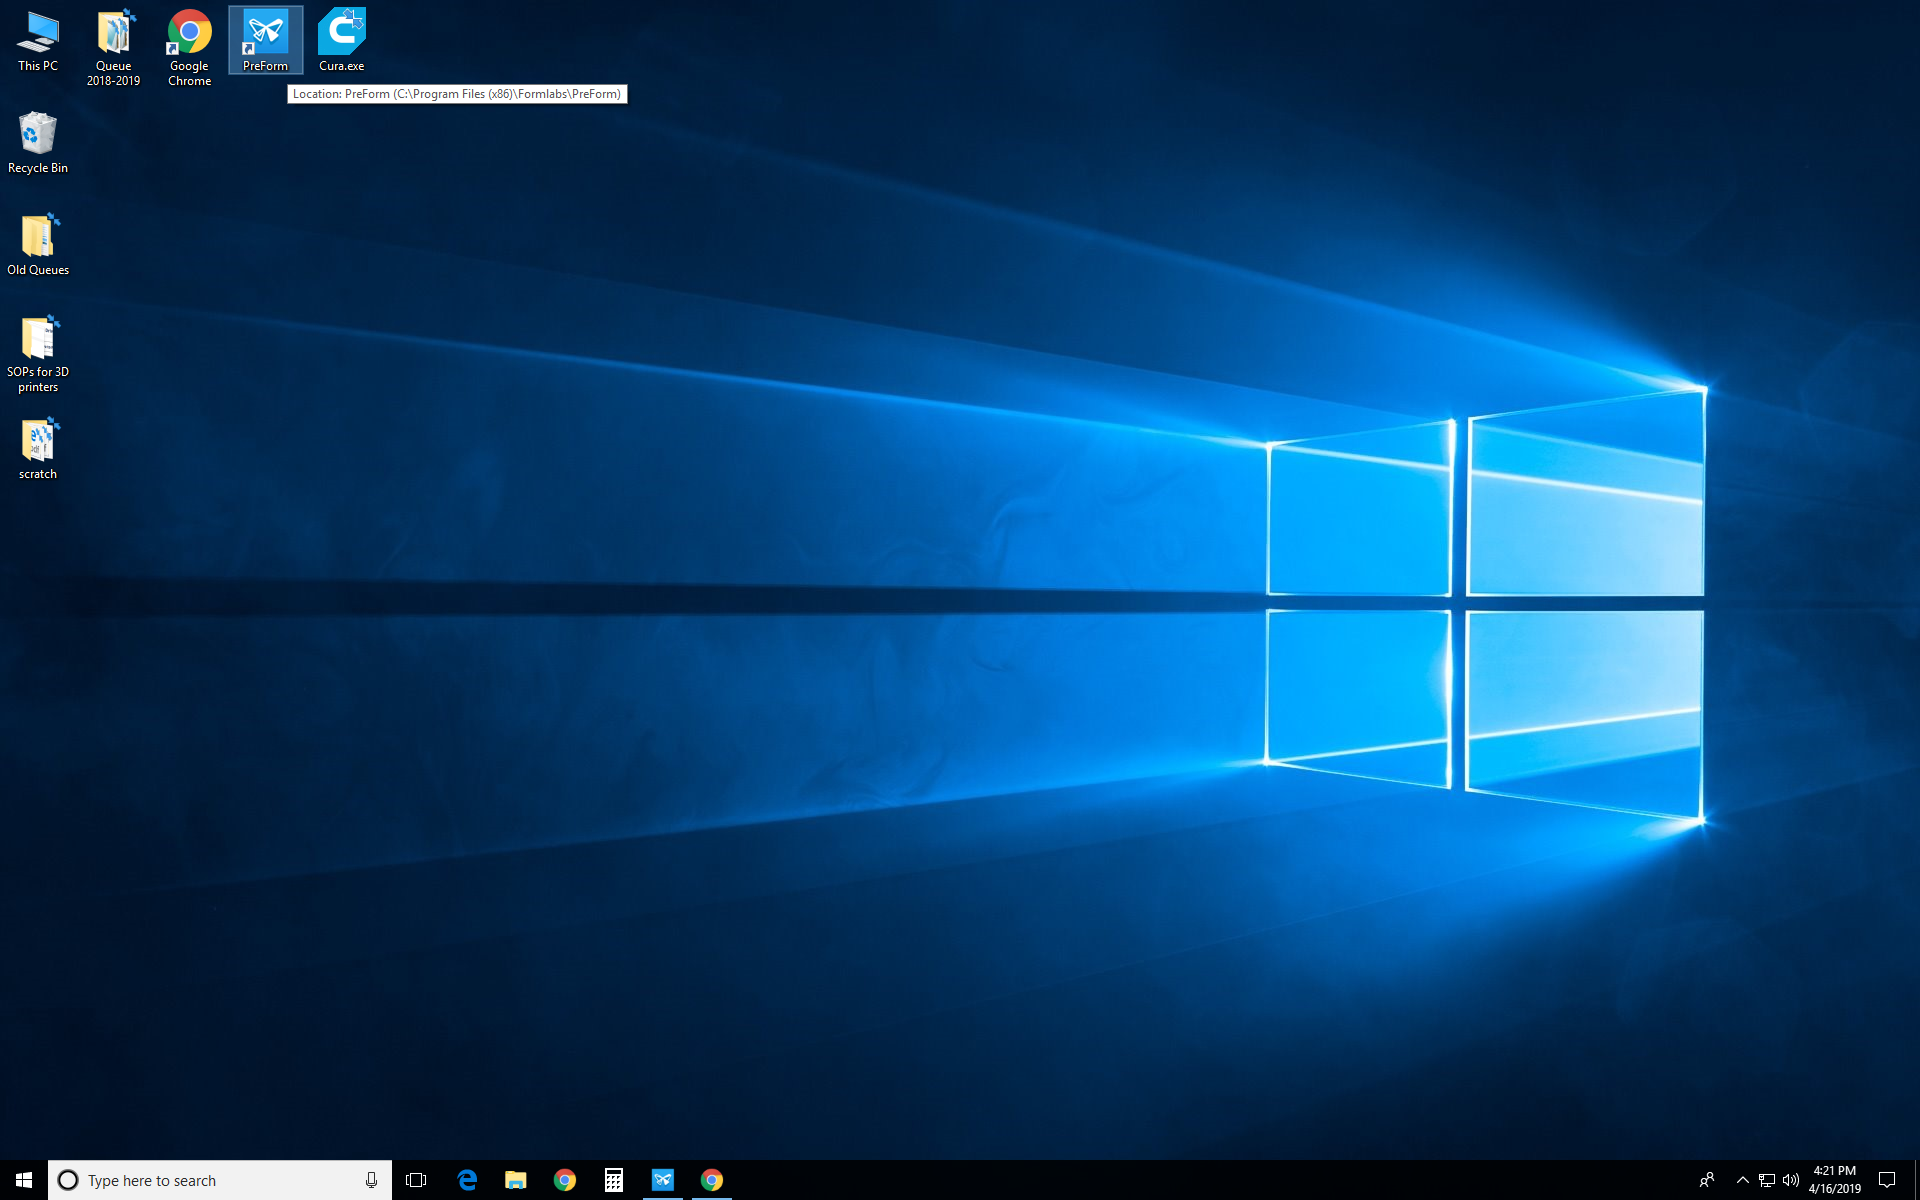 This PC
Queue
2018-2019
Google
Chrome
PreForm
Cura.exe
Location: PreForm (C:\Program Files (x86)\Formlabs\PreForm)
Recycle Bin
Old Queues
SOPs for 3D
printers
scratch
Type here to search
4:21 PM
4/16/2019